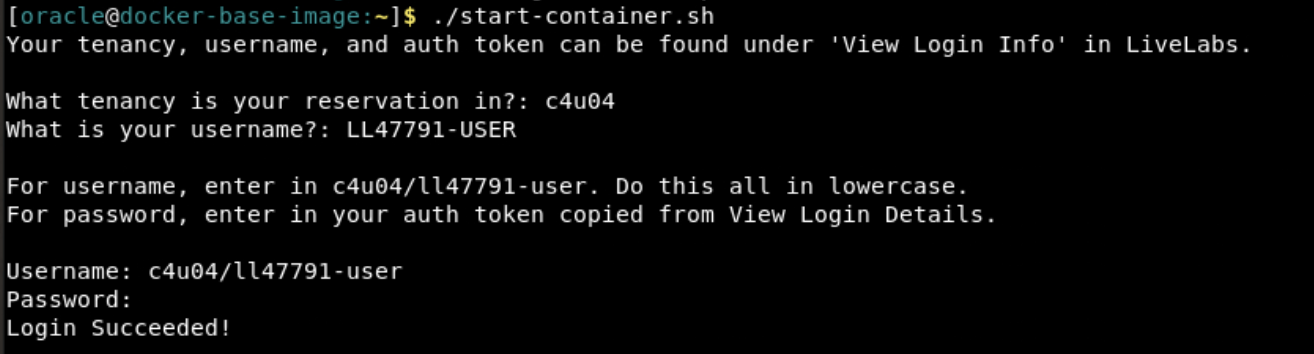 [oracle@docker-base-image:~]$ ./start-container.sh
Your tenancy, username, and auth token can be found under 'View Login Info' in LiveLabs.
What tenancy is your reservation in?: c4u04
What is your username?: LL47791-USER
For username, enter in c4u04/ll47791-user. Do this all in lowercase.
For password, enter in your auth token copied from View Login Details.
Username: c4u04/ll47791-user
Password:
Login Succeeded!